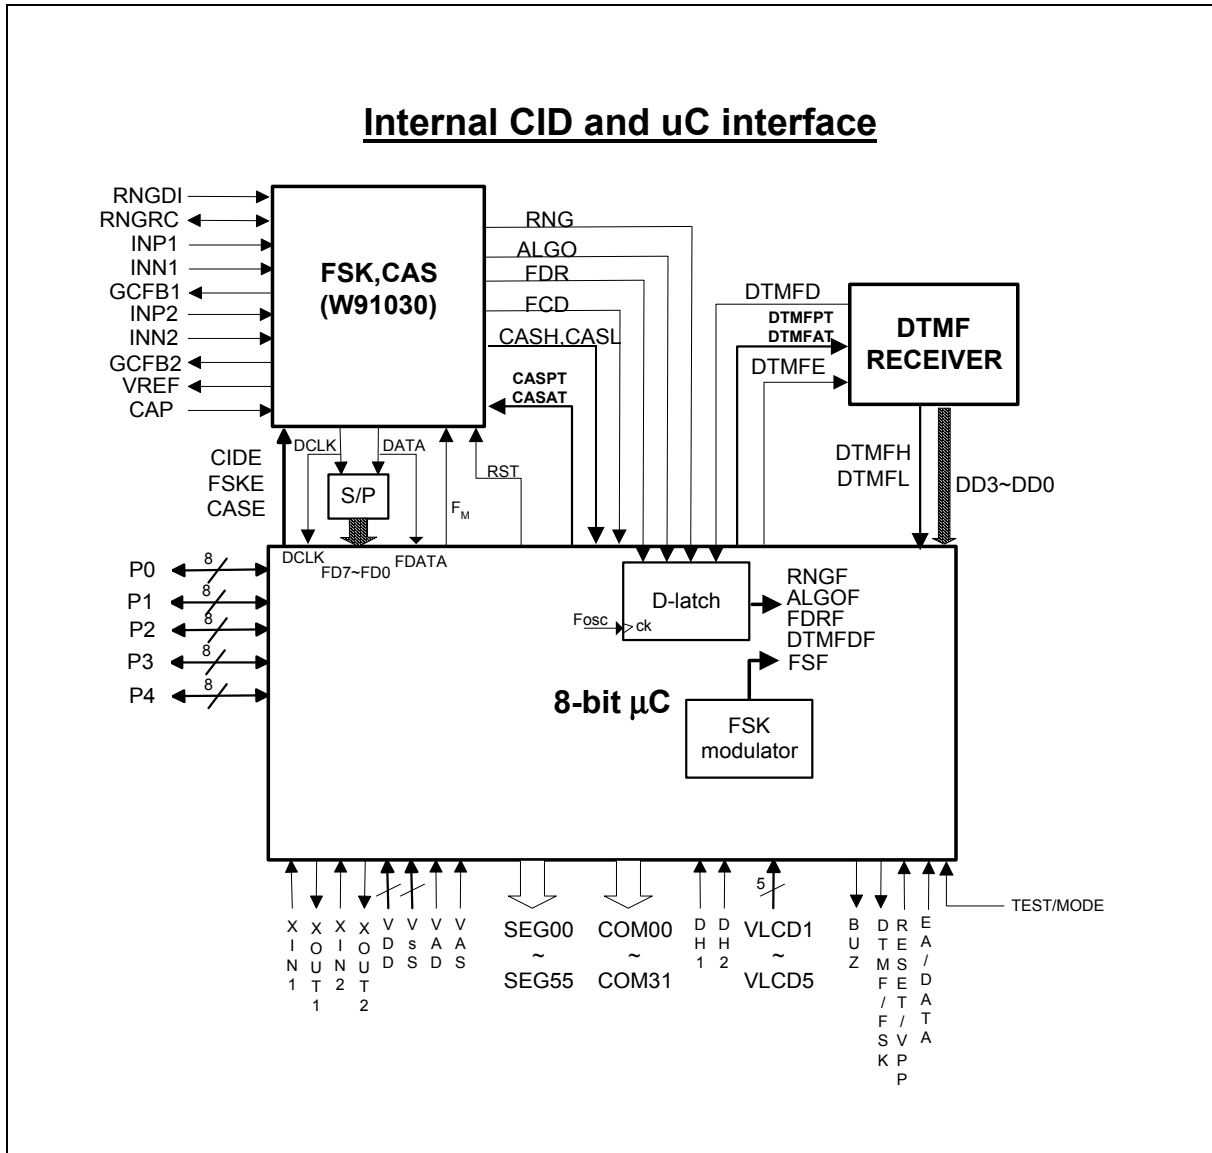 Internal CID and uC interface
RNGDI
RNGRC
INP1
INN1
GCFB1
INP2
INN2
GCFB2
VREF
CAP
FSK,CAS
(W91030)
RNG
ALGO
FDR
FCD
CASH,CASL
CASPT
CASAT
DTMFD
DTMFPT
DTMFAT
DTMFE
DTMF
RECEIVER
CIDE
FSKE
CASE
DCLK
DATA
S/P
FM
RST
DTMFH
DTMFL
DD3~DD0
DCLK
FD7~FD0
FDATA
P0
8
P1
8
P2
8
P3
8
P4
8
D-latch
Fosc
ck
RNGF
ALGOF
FDRF
DTMFDF
FSF
8-bit μC
FSK
modulator
XIN1
XOUT1
XIN2
XOUT2
VDD
VsS
VAD
VAS
SEG00
~
SEG55
COM00
~
COM31
DH1
DH2
5
VLCD1
~
VLCD5
BUZ
DTMF/FSK
RESET/VPP
EA/DATA
TEST/MODE